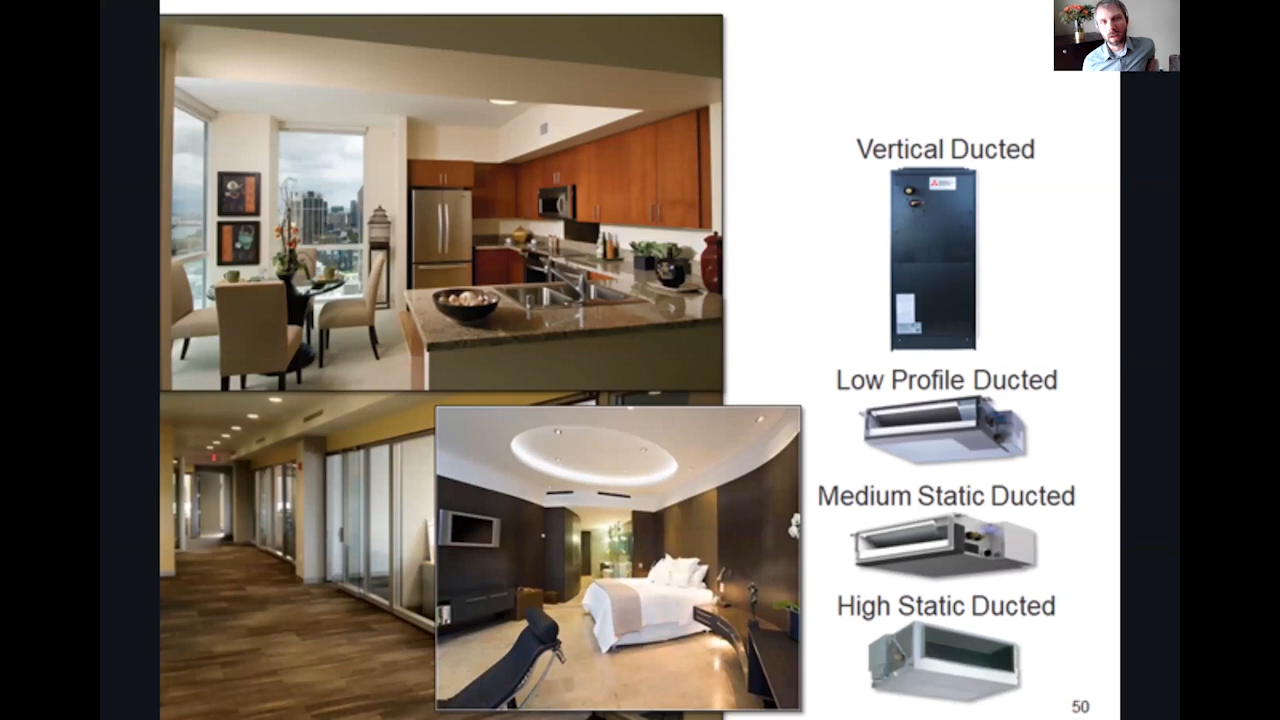 Vertical Ducted
Low Profile Ducted
Medium Static Ducted
High Static Ducted
50